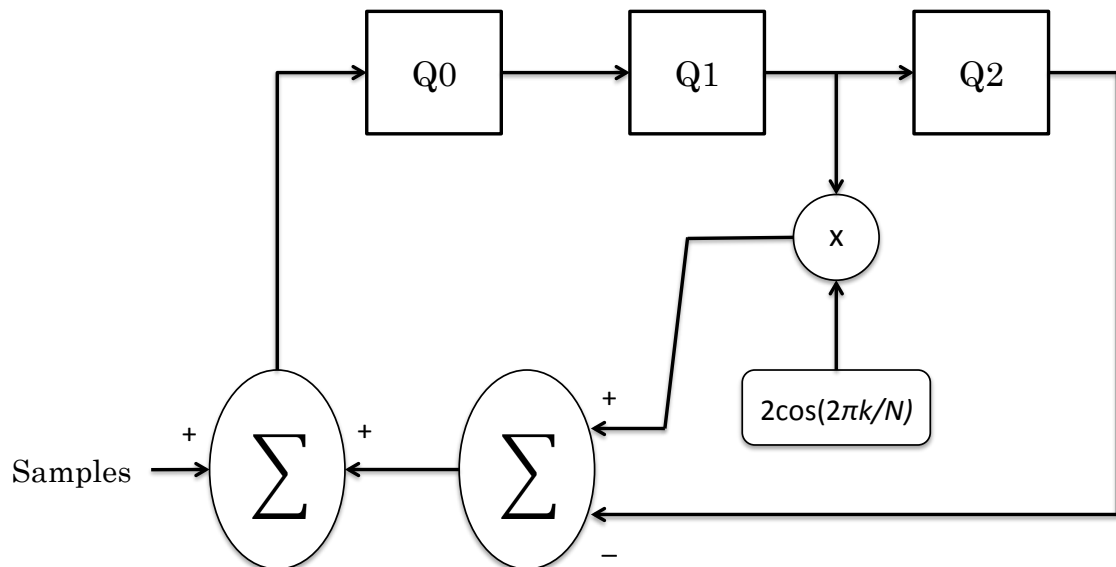 Q0
Q1
Q2
x
2cos(2πk/N)
+
+
+
Samples
∑
∑
–